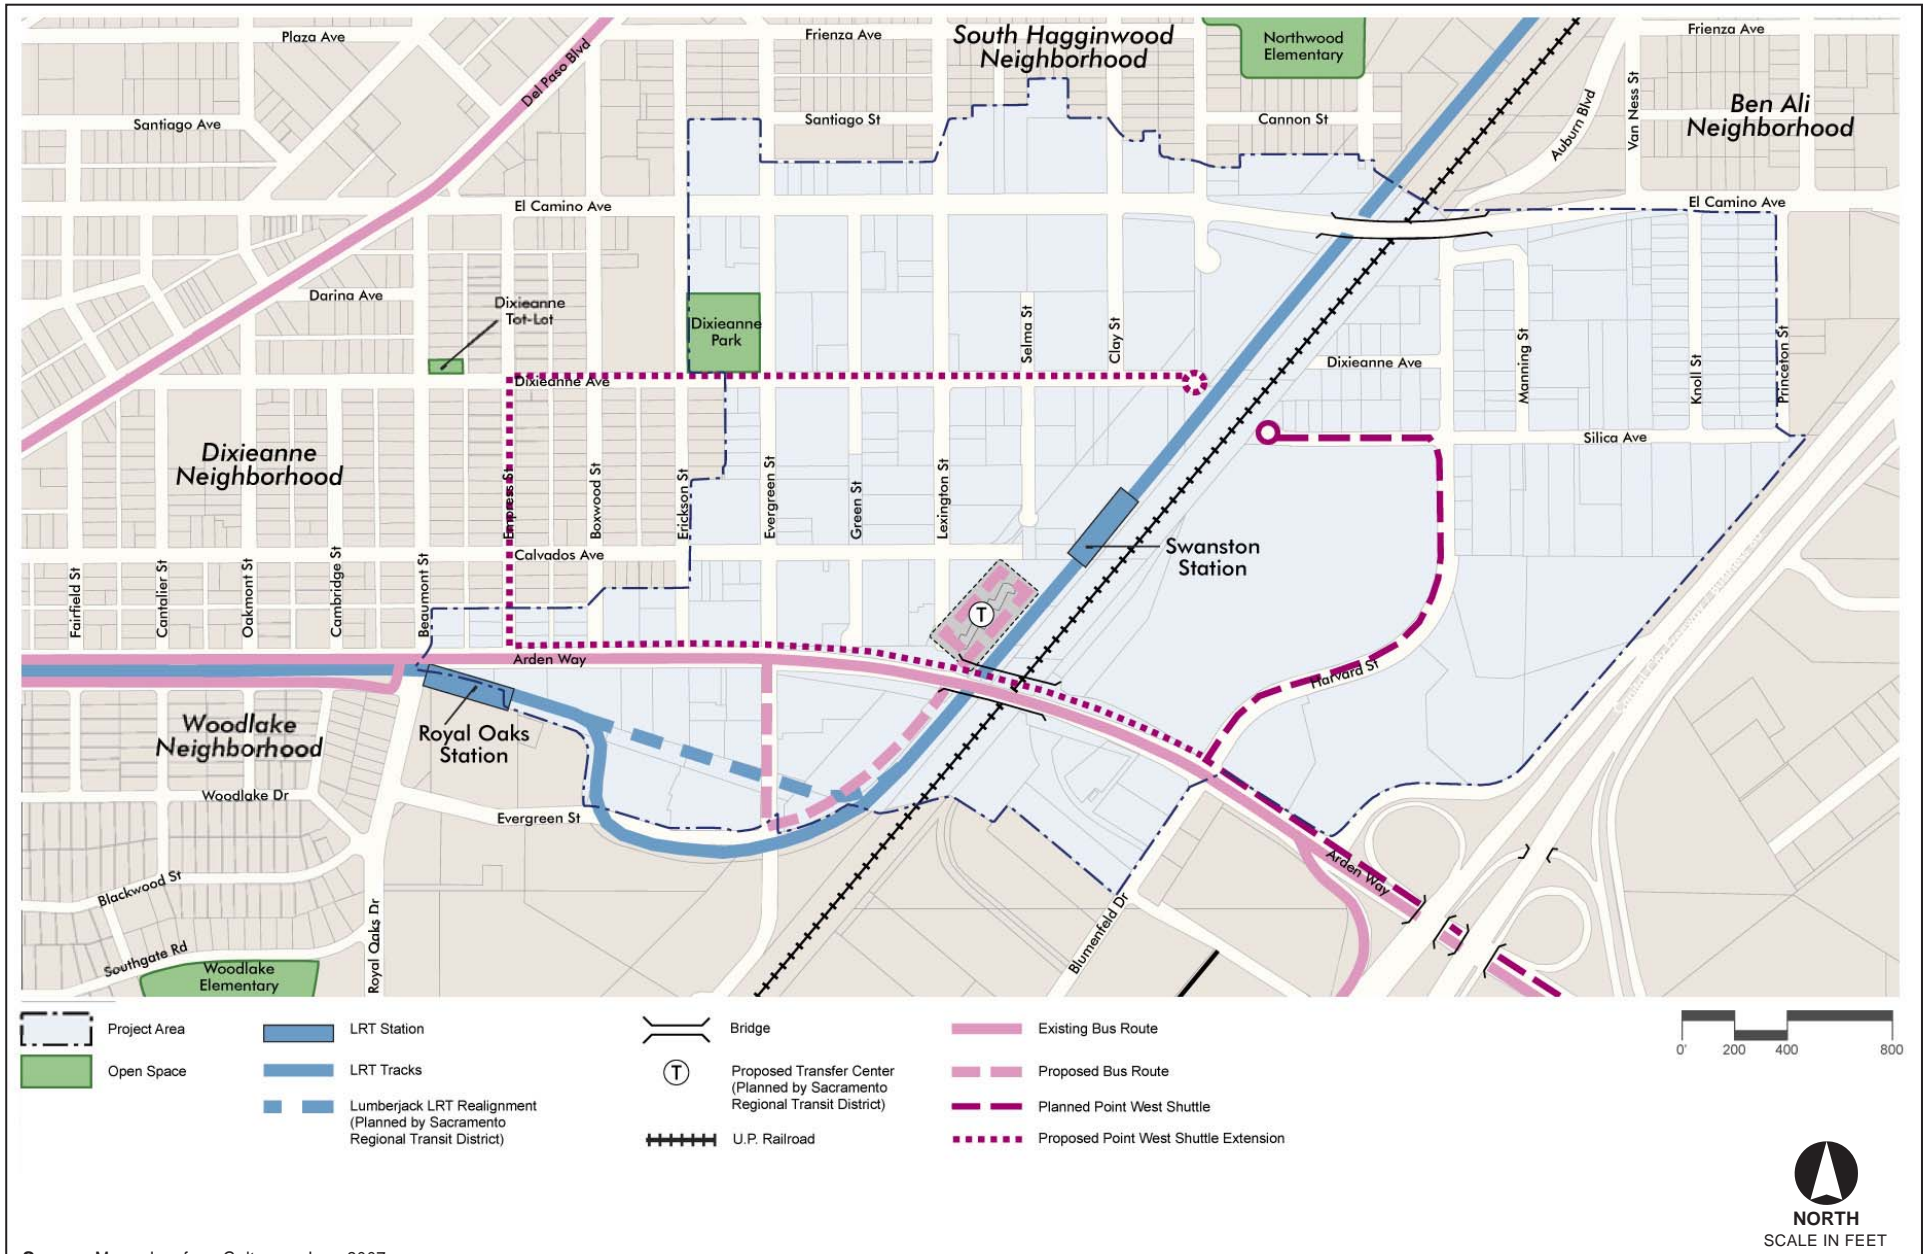 Plaza Ave
Del Paso Blvd
Frienza Ave
South Hagginwood
Neighborhood
Northwood
Elementary
Frienza Ave
Van Ness St
Auburn Blvd
Ben Ali
Neighborhood
Santiago Ave
Santiago St
Cannon St
El Camino Ave
El Camino Ave
Darina Ave
Dixieanne
Tot-Lot
Dixieanne
Park
Selma St
Clay St
Dixieanne Ave
Manning St
Knoll St
Princeton St
Dixieanne Ave
Silica Ave
Dixieanne
Neighborhood
Empress St
Boxwood St
Erickson St
Evergreen St
Green St
Lexington St
Calvados Ave
Swanston
Station
Fairfield St
Cantalier St
Oakmont St
Cambridge St
Beaumont St
T
Arden Way
Harvard St
Woodlake
Neighborhood
Royal Oaks
Station
Woodlake Dr
Evergreen St
Blackwood St
Arden Way
Royal Oaks Dr
Blumenfeld Dr
Southgate Rd
Woodlake
Elementary
Project Area
Open Space
LRT Station
LRT Tracks
Lumberjack LRT Realignment
(Planned by Sacramento
Regional Transit District)
Bridge
T
Proposed Transfer Center
(Planned by Sacramento
Regional Transit District)
U.P. Railroad
Existing Bus Route
Proposed Bus Route
Planned Point West Shuttle
Proposed Point West Shuttle Extension
0' 200 400 800
NORTH
SCALE IN FEET